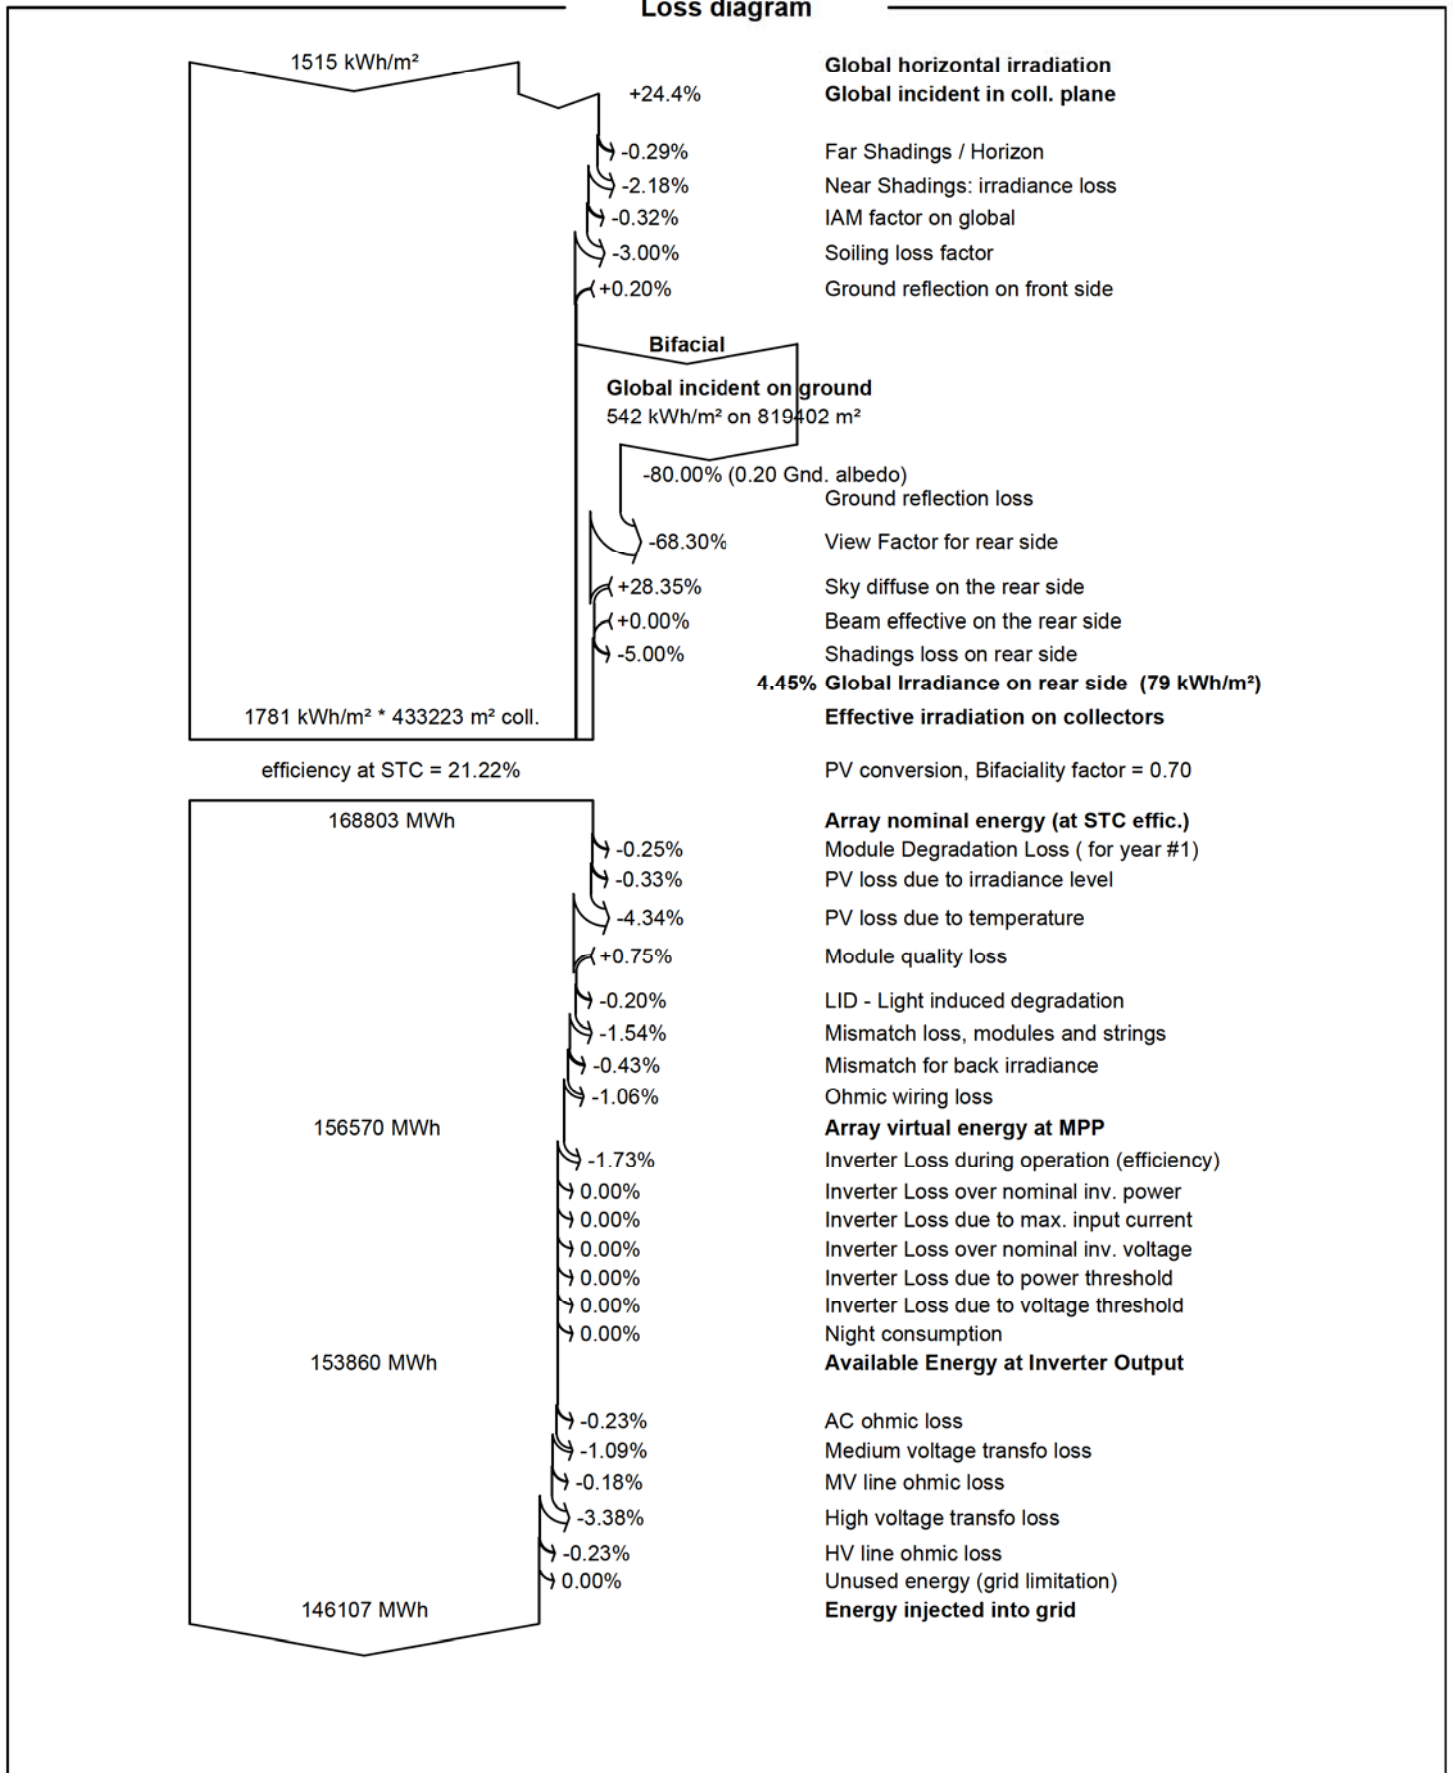 Loss diagram
1515 kWh/m² Global horizontal irradiation
+24.4% Global incident in coll. plane
-0.29% Far Shadings / Horizon
-2.18% Near Shadings: irradiance loss
-0.32% IAM factor on global
-3.00% Soiling loss factor
+0.20% Ground reflection on front side
Bifacial
Global incident on ground
542 kWh/m² on 819402 m²
-80.00% (0.20 Gnd. albedo)
Ground reflection loss
-68.30% View Factor for rear side
+28.35% Sky diffuse on the rear side
+0.00% Beam effective on the rear side
-5.00% Shadings loss on rear side
4.45% Global Irradiance on rear side (79 kWh/m²)
1781 kWh/m² * 433223 m² coll. Effective irradiation on collectors
efficiency at STC = 21.22% PV conversion, Bifaciality factor = 0.70
168803 MWh Array nominal energy (at STC effic.)
-0.25% Module Degradation Loss ( for year #1)
-0.33% PV loss due to irradiance level
-4.34% PV loss due to temperature
+0.75% Module quality loss
-0.20% LID - Light induced degradation
-1.54% Mismatch loss, modules and strings
-0.43% Mismatch for back irradiance
-1.06% Ohmic wiring loss
156570 MWh Array virtual energy at MPP
-1.73% Inverter Loss during operation (efficiency)
0.00% Inverter Loss over nominal inv. power
0.00% Inverter Loss due to max. input current
0.00% Inverter Loss over nominal inv. voltage
0.00% Inverter Loss due to power threshold
0.00% Inverter Loss due to voltage threshold
0.00% Night consumption
153860 MWh Available Energy at Inverter Output
-0.23% AC ohmic loss
-1.09% Medium voltage transfo loss
-0.18% MV line ohmic loss
-3.38% High voltage transfo loss
-0.23% HV line ohmic loss
0.00% Unused energy (grid limitation)
146107 MWh Energy injected into grid